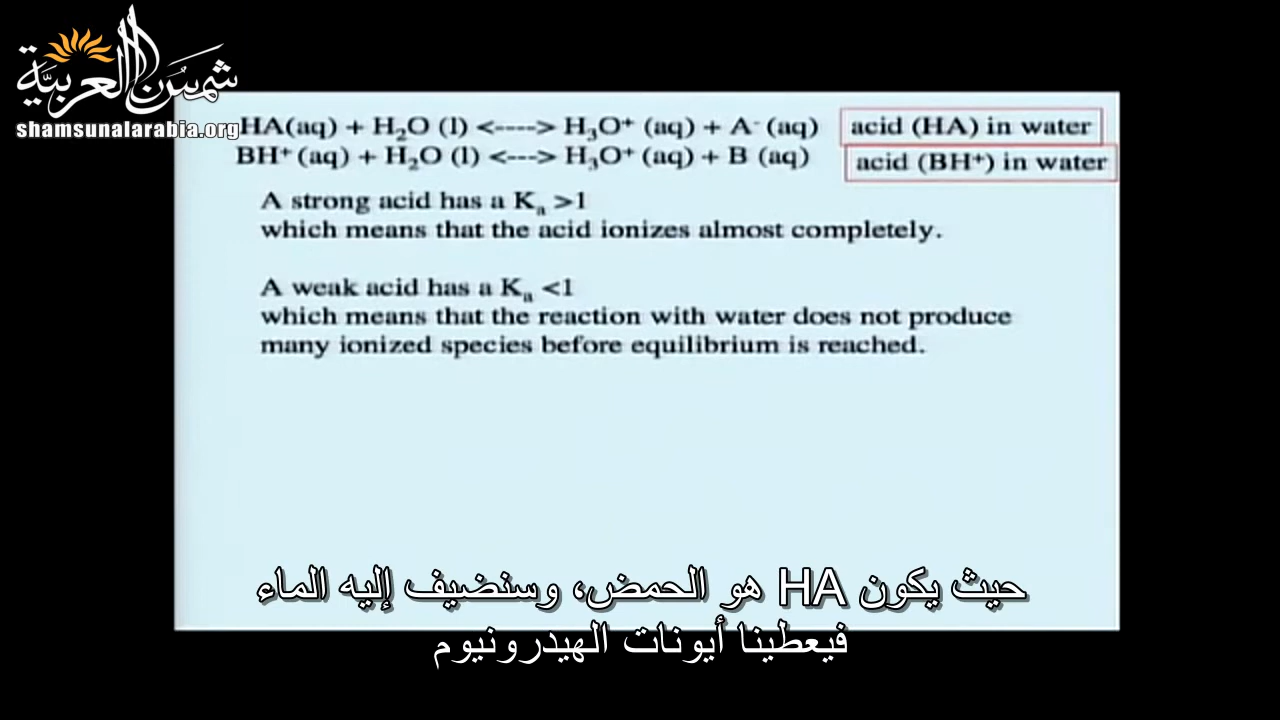 شمس العربية
shamsunalarabia.org
HA(aq) + H₂O (l) <----> H₃O⁺ (aq) + A⁻ (aq) acid (HA) in water
BH⁺ (aq) + H₂O (l) <---> H₃O⁺ (aq) + B (aq) acid (BH⁺) in water
A strong acid has a Kₐ >1
which means that the acid ionizes almost completely.
A weak acid has a Kₐ <1
which means that the reaction with water does not produce
many ionized species before equilibrium is reached.
حيث يكون HA هو الحمض، وسنضيف إليه الماء
فيعطينا أيونات الهيدرونيوم